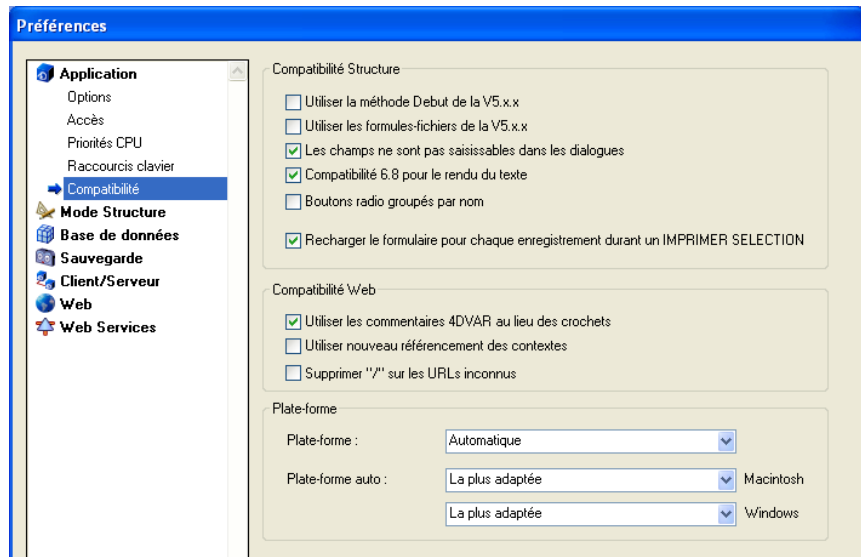 Préférences
Application
Options
Accès
Priorités CPU
Raccourcis clavier
Compatibilité
Mode Structure
Base de données
Sauvegarde
Client/Serveur
Web
Web Services
Compatibilité Structure
Utiliser la méthode Debut de la V5.x.x
Utiliser les formules-fichiers de la V5.x.x
Les champs ne sont pas saisissables dans les dialogues
Compatibilité 6.8 pour le rendu du texte
Boutons radio groupés par nom
Recharger le formulaire pour chaque enregistrement durant un IMPRIMER SELECTION
Compatibilité Web
Utiliser les commentaires 4DVAR au lieu des crochets
Utiliser nouveau référencement des contextes
Supprimer "/" sur les URLs inconnus
Plate-forme
Plate-forme : Automatique
Plate-forme auto : La plus adaptée Macintosh
La plus adaptée Windows